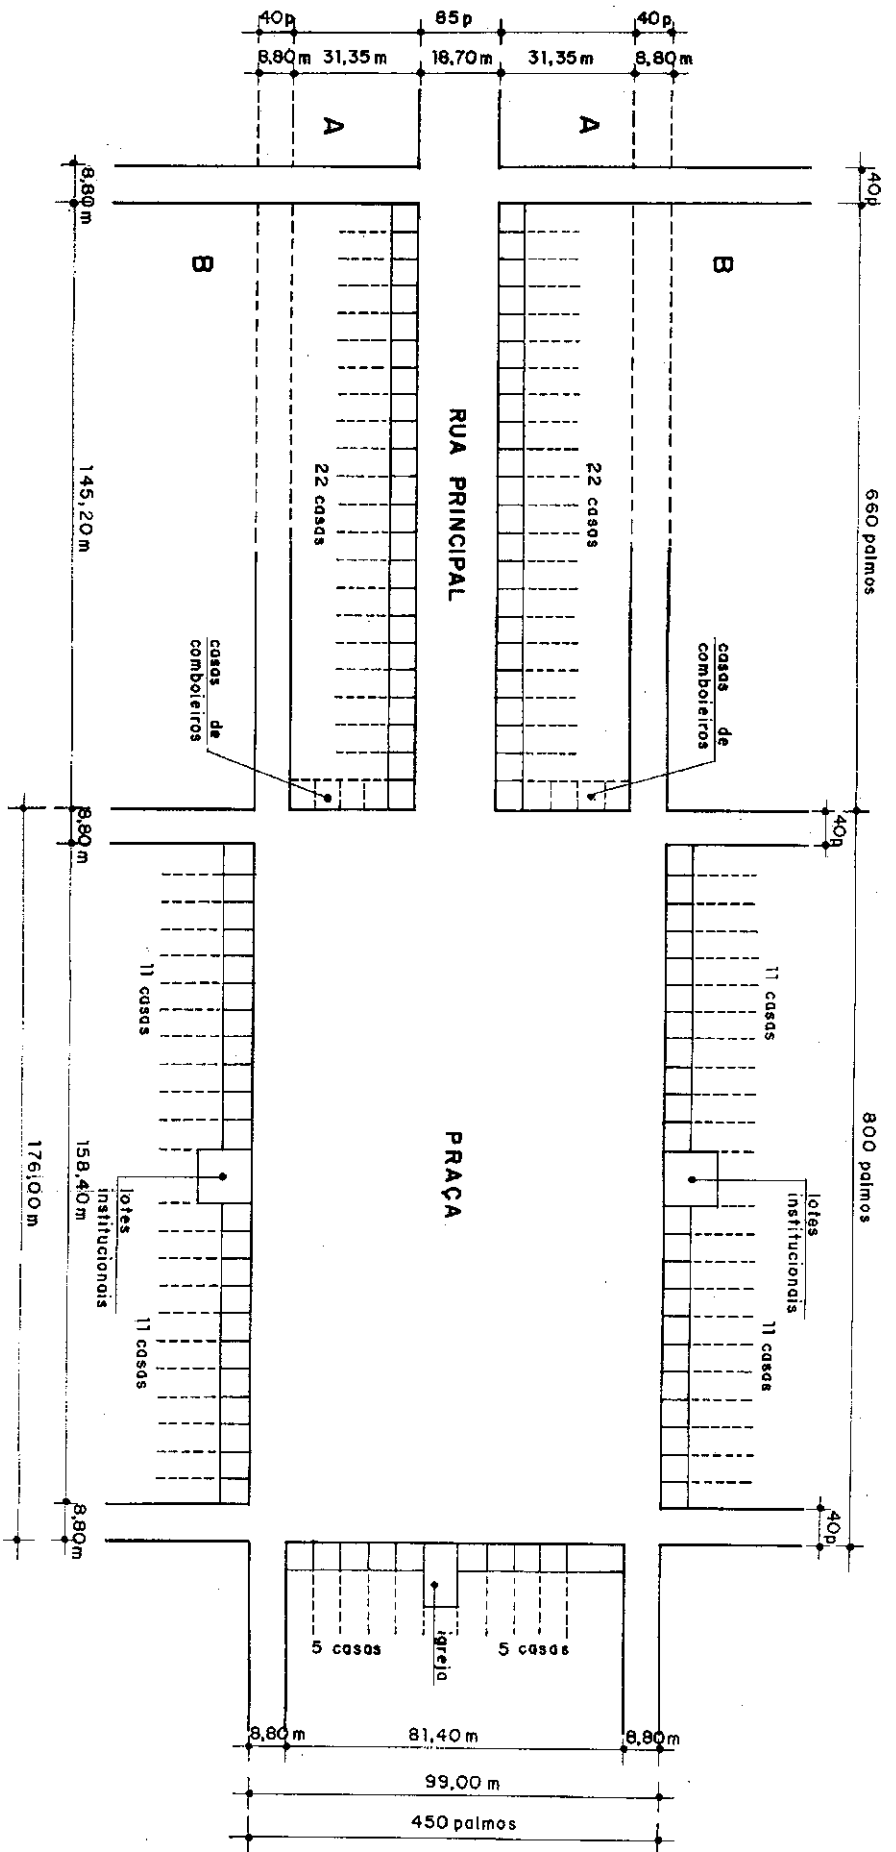 40p
85p
40p
8,80m
31,35m
18,70m
31,35m
8,80m
A
A
40p
8,80m
B
B
660 palmos
145,20m
RUA PRINCIPAL
22 casas
22 casas
casas de
comboieiros
casas de
comboieiros
8,80m
40p
11 casas
11 casas
800 palmos
PRAÇA
158,40m
176,00m
lotes
institucionais
lotes
institucionais
11 casas
11 casas
8,80m
40p
5 casas
igreja
5 casas
8,80m
81,40m
8,80m
99,00 m
450 palmos